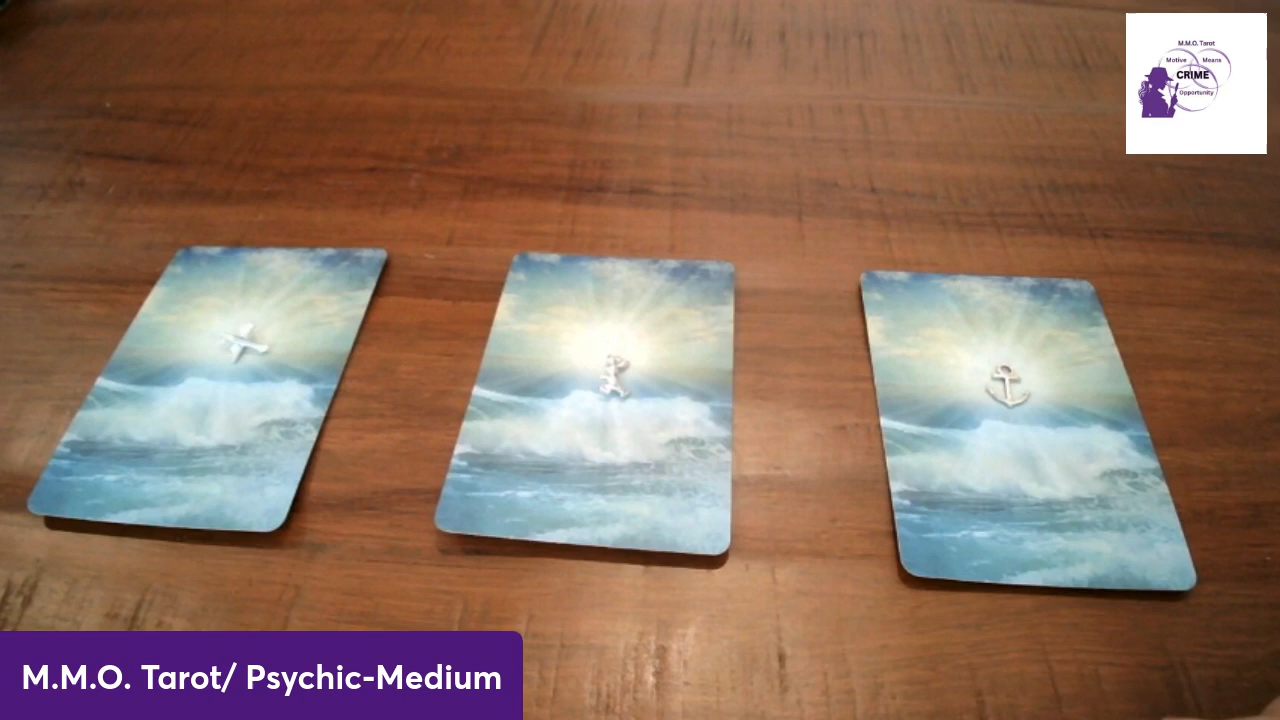 M.M.O. Tarot
Motive Means
CRIME
Opportunity
M.M.O. Tarot/ Psychic-Medium